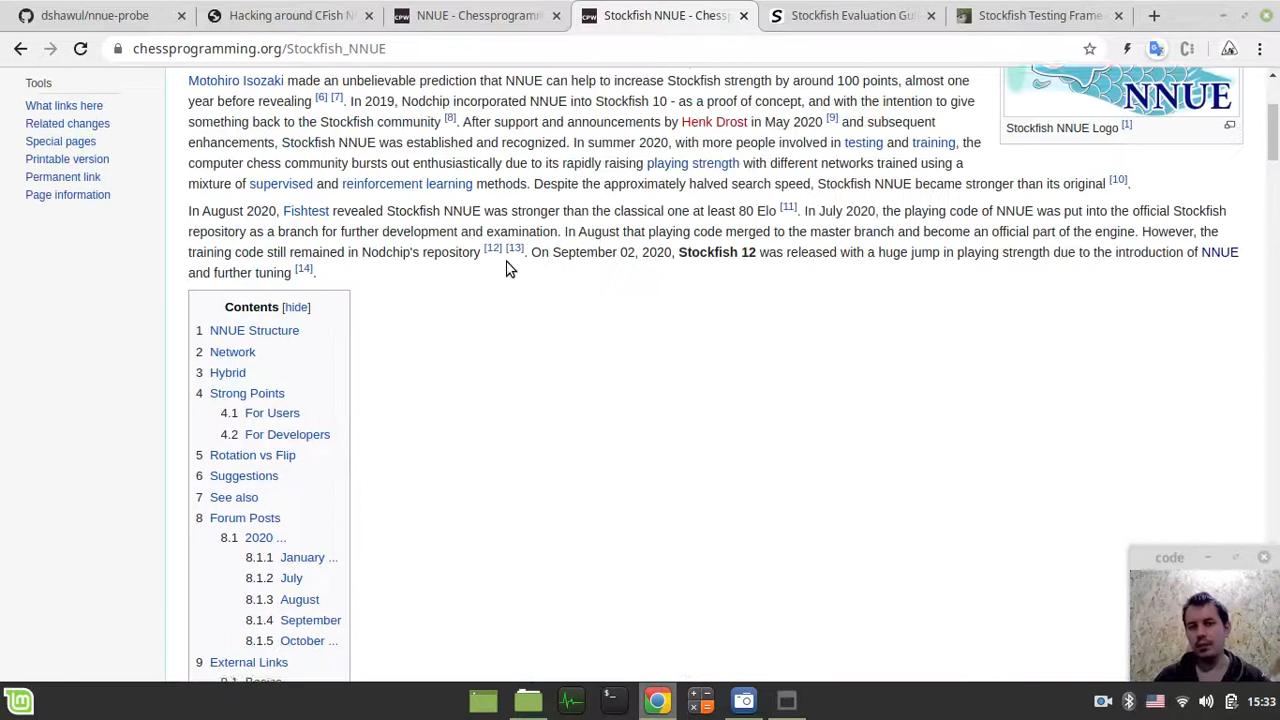 dshawul/nnue-probe
Hacking around CFish N
NNUE - Chessprogramm
Stockfish NNUE - Chessp
Stockfish Evaluation Gui
Stockfish Testing Frame
chessprogramming.org/Stockfish_NNUE
Tools
What links here
Related changes
Special pages
Printable version
Permanent link
Page information
Motohiro Isozaki made an unbelievable prediction that NNUE can help to increase Stockfish strength by around 100 points, almost one
year before revealing [6] [7]. In 2019, Nodchip incorporated NNUE into Stockfish 10 - as a proof of concept, and with the intention to give
something back to the Stockfish community [8]. After support and announcements by Henk Drost in May 2020 [9] and subsequent
enhancements, Stockfish NNUE was established and recognized. In summer 2020, with more people involved in testing and training, the
computer chess community bursts out enthusiastically due to its rapidly raising playing strength with different networks trained using a
mixture of supervised and reinforcement learning methods. Despite the approximately halved search speed, Stockfish NNUE became stronger than its original [10].
NNUE
Stockfish NNUE Logo [1]
In August 2020, Fishtest revealed Stockfish NNUE was stronger than the classical one at least 80 Elo [11]. In July 2020, the playing code of NNUE was put into the official Stockfish
repository as a branch for further development and examination. In August that playing code merged to the master branch and become an official part of the engine. However, the
training code still remained in Nodchip's repository [12] [13]. On September 02, 2020, Stockfish 12 was released with a huge jump in playing strength due to the introduction of NNUE
and further tuning [14].
Contents [hide]
1 NNUE Structure
2 Network
3 Hybrid
4 Strong Points
4.1 For Users
4.2 For Developers
5 Rotation vs Flip
6 Suggestions
7 See also
8 Forum Posts
8.1 2020 ...
8.1.1 January ...
8.1.2 July
8.1.3 August
8.1.4 September
8.1.5 October ...
9 External Links
code
15:33